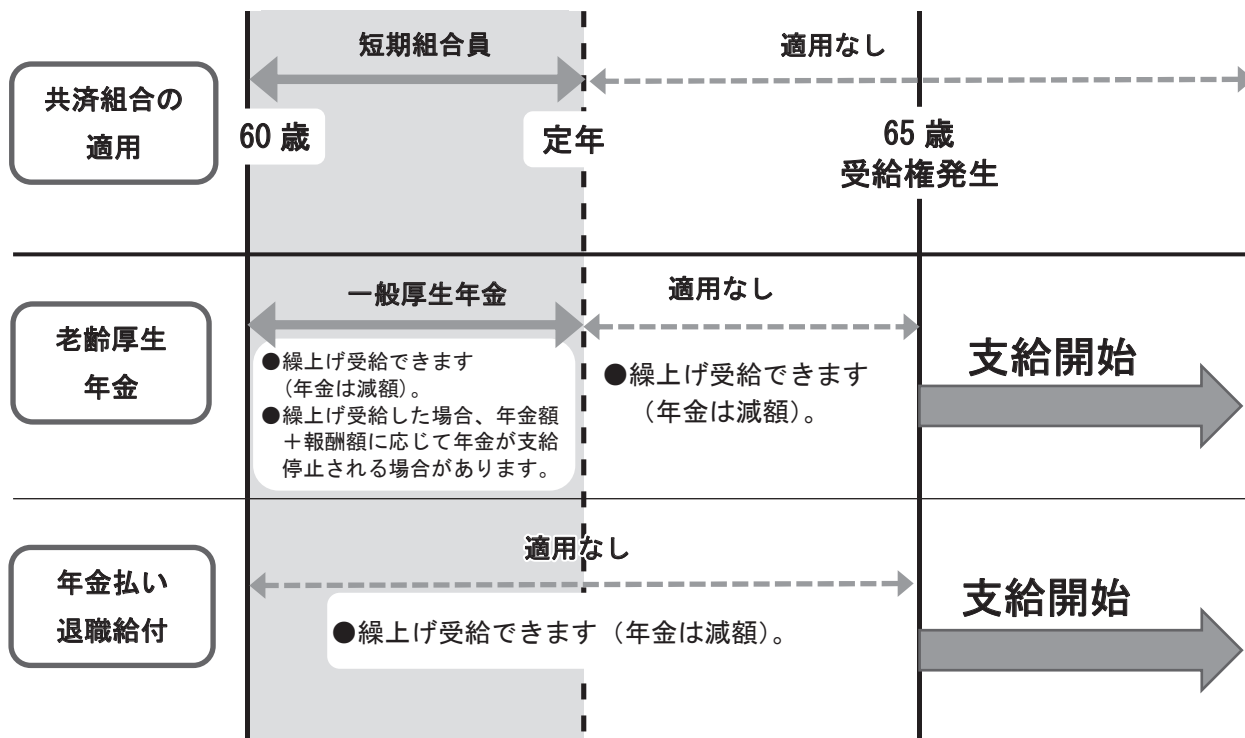 短期組合員
適用なし
共済組合の
適用
60歳
定年
65歳
受給権発生
一般厚生年金
適用なし
老齢厚生
年金
●繰上げ受給できます
(年金は減額)。
●繰上げ受給した場合、年金額
＋報酬額に応じて年金が支給
停止される場合があります。
●繰上げ受給できます
（年金は減額）。
支給開始
適用なし
年金払い
退職給付
●繰上げ受給できます（年金は減額）。
支給開始